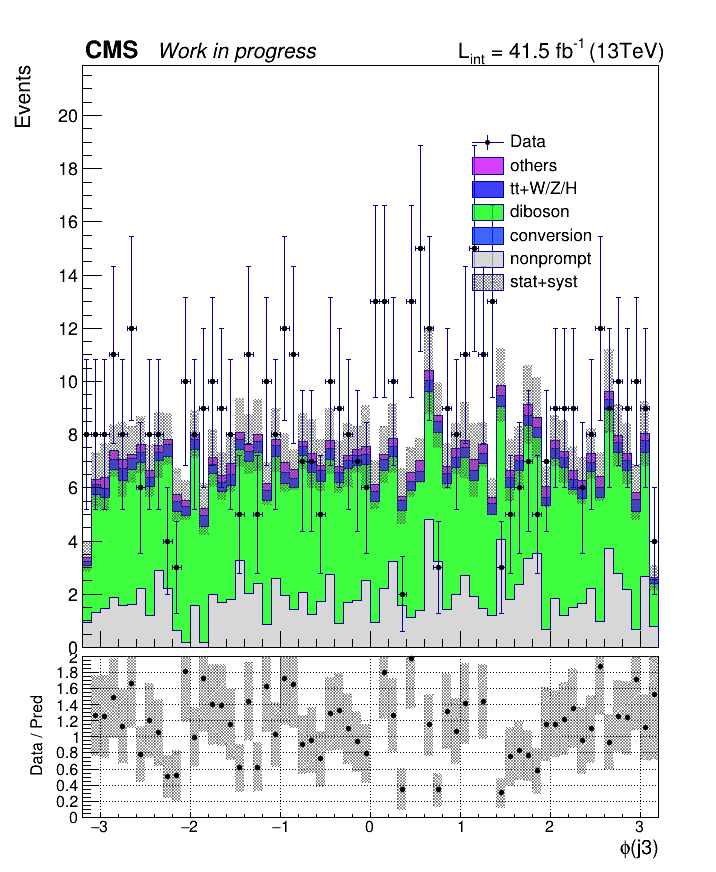 CMS Work in progress L_int = 41.5 fb^-1 (13TeV)
Events
20
18
16
14
12
10
8
6
4
2
0
Data
others
tt+W/Z/H
diboson
conversion
nonprompt
stat+syst
Data / Pred
2
1.8
1.6
1.4
1.2
1
0.8
0.6
0.4
0.2
0
−3 −2 −1 0 1 2 3
ϕ(j3)